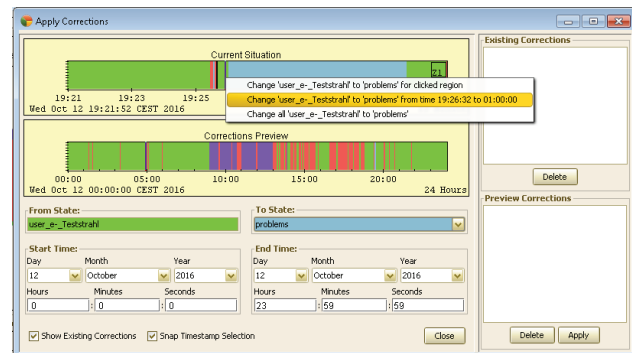 Apply Corrections
Current Situation
Z1
19:21 19:23 19:25
Wed Oct 12 19:21:52 CEST 2016
Change 'user_e-_Teststrahl' to 'problems' for clicked region
Change 'user_e-_Teststrahl' to 'problems' from time 19:26:32 to 01:00:00
Change all 'user_e-_Teststrahl' to 'problems'
Corrections Preview
00:00 05:00 10:00 15:00 20:00
Wed Oct 12 00:00:00 CEST 2016 24 Hours
From State:
user_e-_Teststrahl
To State:
problems
Start Time:
Day Month Year
12 October 2016
Hours Minutes Seconds
0 : 0 : 0
End Time:
Day Month Year
12 October 2016
Hours Minutes Seconds
23 : 59 : 59
Show Existing Corrections Snap Timestamp Selection
Close
Existing Corrections
Delete
Preview Corrections
Delete Apply